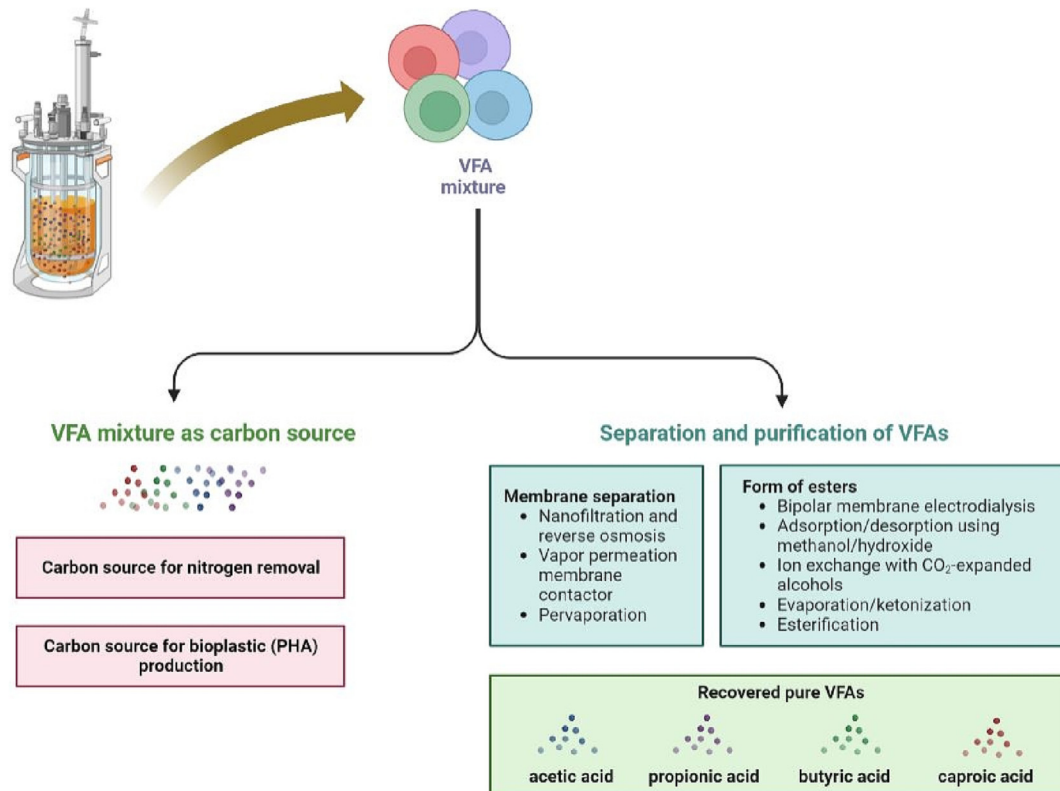 VFA
mixture
VFA mixture as carbon source
Carbon source for nitrogen removal
Carbon source for bioplastic (PHA)
production
Separation and purification of VFAs
Membrane separation
• Nanofiltration and
reverse osmosis
• Vapor permeation
membrane
contactor
• Pervaporation
Form of esters
• Bipolar membrane electrodialysis
• Adsorption/desorption using
methanol/hydroxide
• Ion exchange with CO₂-expanded
alcohols
• Evaporation/ketonization
• Esterification
Recovered pure VFAs
acetic acid
propionic acid
butyric acid
caproic acid